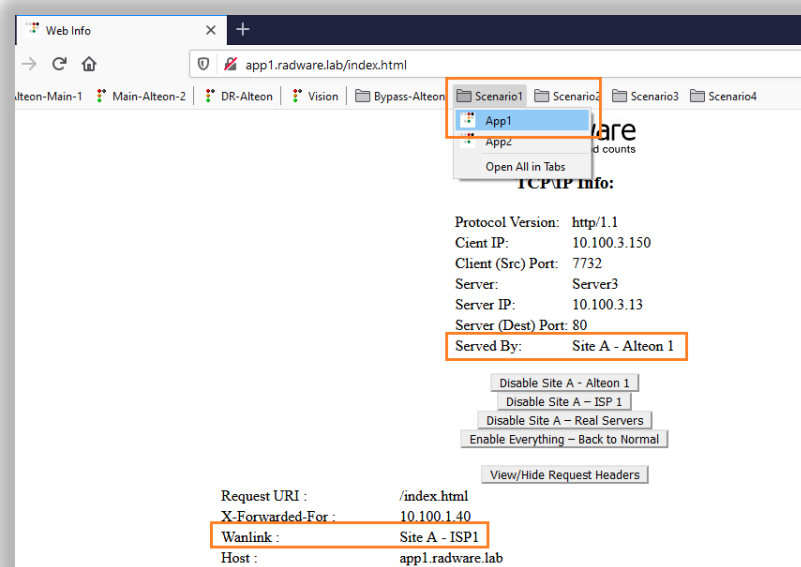 Web Info
app1.radware.lab/index.html
lteon-Main-1 Main-Alteon-2 DR-Alteon Vision Bypass-Alteon Scenario1 Scenario2 Scenario3 Scenario4
App1
App2
Open All in Tabs
are
d counts
TCP\IP Info:
Protocol Version: http/1.1
Cient IP: 10.100.3.150
Client (Src) Port: 7732
Server: Server3
Server IP: 10.100.3.13
Server (Dest) Port: 80
Served By: Site A - Alteon 1
Disable Site A - Alteon 1
Disable Site A – ISP 1
Disable Site A – Real Servers
Enable Everything – Back to Normal
View/Hide Request Headers
Request URI : /index.html
X-Forwarded-For : 10.100.1.40
Wanlink : Site A - ISP1
Host : app1.radware.lab